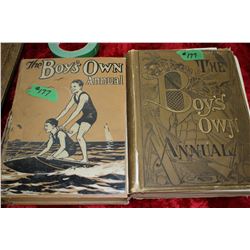 The BOY'S OWN
Annual
#177
#177
THE
Boy's
OWN
ANNUAL